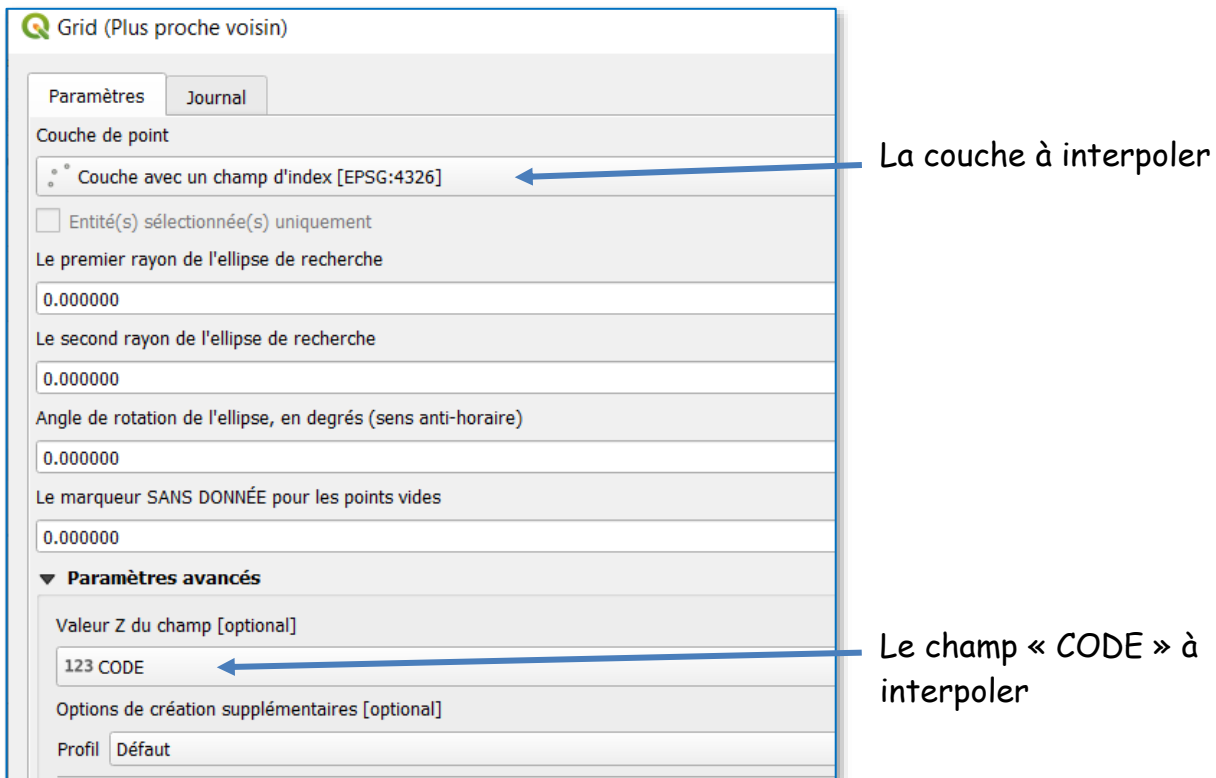 Grid (Plus proche voisin)
Paramètres Journal
Couche de point
Couche avec un champ d'index [EPSG:4326]
La couche à interpoler
Entité(s) sélectionnée(s) uniquement
Le premier rayon de l'ellipse de recherche
0.000000
Le second rayon de l'ellipse de recherche
0.000000
Angle de rotation de l'ellipse, en degrés (sens anti-horaire)
0.000000
Le marqueur SANS DONNÉE pour les points vides
0.000000
Paramètres avancés
Valeur Z du champ [optional]
123 CODE
Le champ « CODE » à
interpoler
Options de création supplémentaires [optional]
Profil Défaut